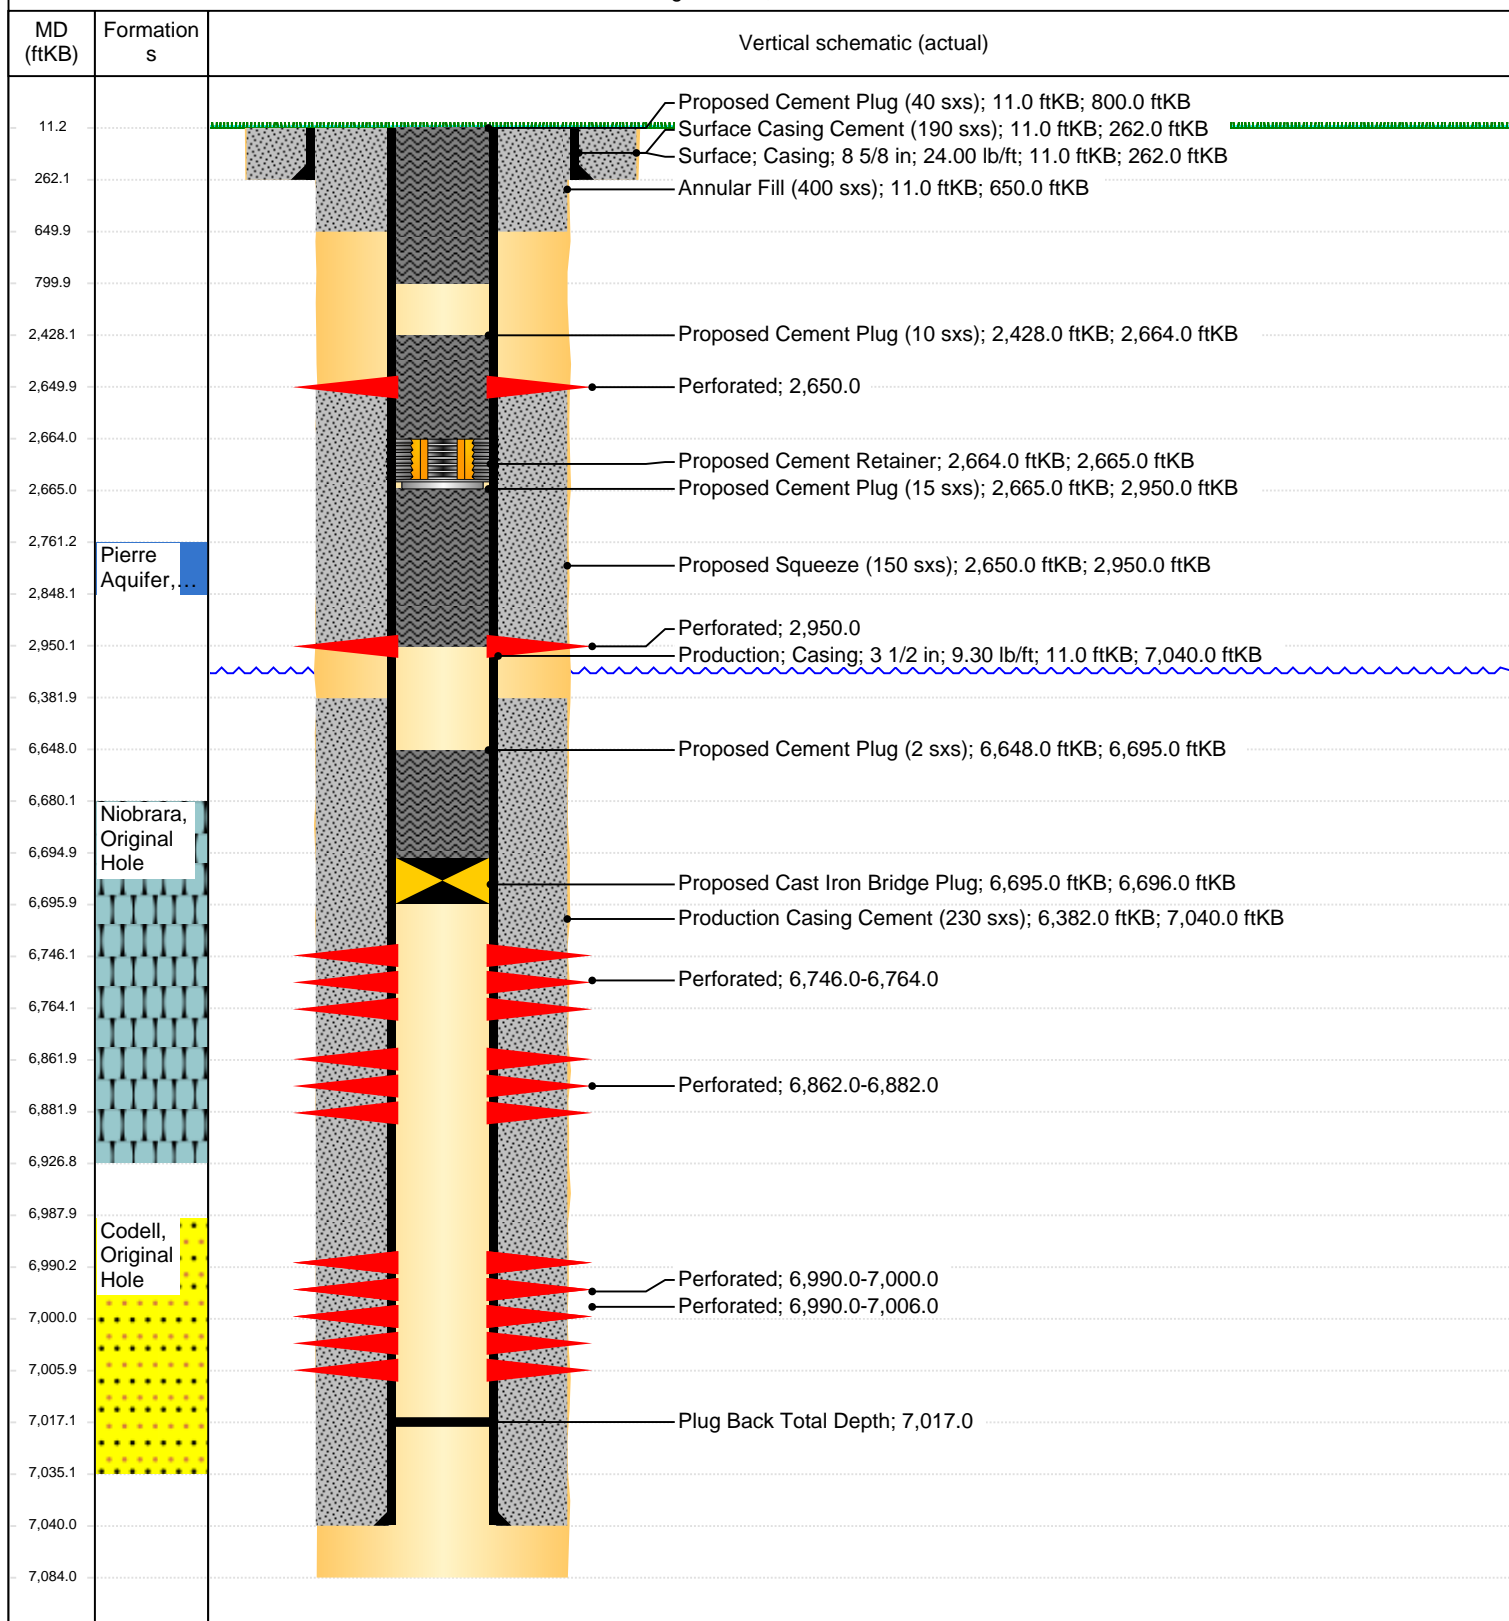 MD
(ftKB)
Formation
s
Vertical schematic (actual)
11.2
262.1
649.9
799.9
2,428.1
2,649.9
2,664.0
2,665.0
2,761.2
2,848.1
2,950.1
6,381.9
6,648.0
6,680.1
6,694.9
6,695.9
6,746.1
6,764.1
6,861.9
6,881.9
6,926.8
6,987.9
6,990.2
7,000.0
7,005.9
7,017.1
7,035.1
7,040.0
7,084.0
Pierre
Aquifer,...
Niobrara,
Original
Hole
Codell,
Original
Hole
Proposed Cement Plug (40 sxs); 11.0 ftKB; 800.0 ftKB
Surface Casing Cement (190 sxs); 11.0 ftKB; 262.0 ftKB
Surface; Casing; 8 5/8 in; 24.00 lb/ft; 11.0 ftKB; 262.0 ftKB
Annular Fill (400 sxs); 11.0 ftKB; 650.0 ftKB
Proposed Cement Plug (10 sxs); 2,428.0 ftKB; 2,664.0 ftKB
Perforated; 2,650.0
Proposed Cement Retainer; 2,664.0 ftKB; 2,665.0 ftKB
Proposed Cement Plug (15 sxs); 2,665.0 ftKB; 2,950.0 ftKB
Proposed Squeeze (150 sxs); 2,650.0 ftKB; 2,950.0 ftKB
Perforated; 2,950.0
Production; Casing; 3 1/2 in; 9.30 lb/ft; 11.0 ftKB; 7,040.0 ftKB
Proposed Cement Plug (2 sxs); 6,648.0 ftKB; 6,695.0 ftKB
Proposed Cast Iron Bridge Plug; 6,695.0 ftKB; 6,696.0 ftKB
Production Casing Cement (230 sxs); 6,382.0 ftKB; 7,040.0 ftKB
Perforated; 6,746.0-6,764.0
Perforated; 6,862.0-6,882.0
Perforated; 6,990.0-7,000.0
Perforated; 6,990.0-7,006.0
Plug Back Total Depth; 7,017.0